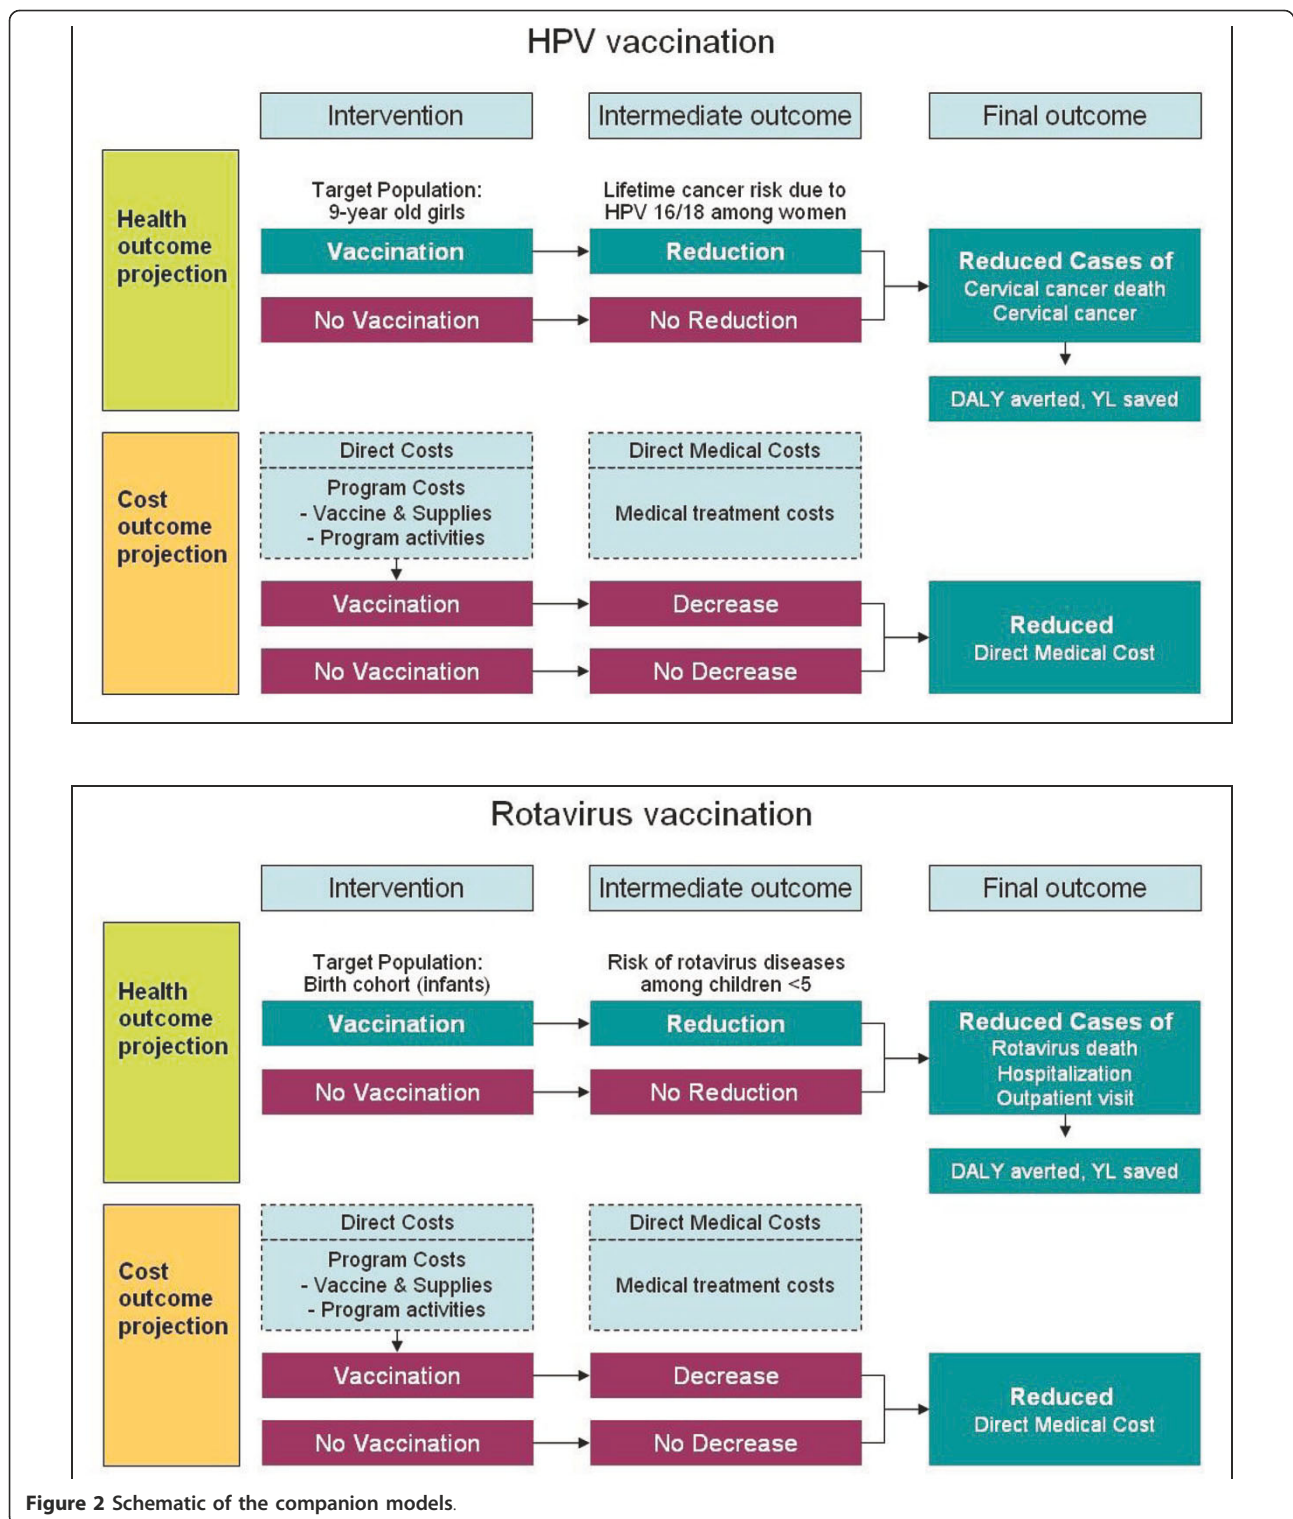 HPV vaccination
Intervention
Intermediate outcome
Final outcome
Health
outcome
projection
Target Population:
9-year old girls
Lifetime cancer risk due to
HPV 16/18 among women
Vaccination
Reduction
No Vaccination
No Reduction
Reduced Cases of
Cervical cancer death
Cervical cancer
DALY averted, YL saved
Cost
outcome
projection
Direct Costs
Program Costs
- Vaccine & Supplies
- Program activities
Direct Medical Costs
Medical treatment costs
Vaccination
Decrease
No Vaccination
No Decrease
Reduced
Direct Medical Cost
Rotavirus vaccination
Intervention
Intermediate outcome
Final outcome
Health
outcome
projection
Target Population:
Birth cohort (infants)
Risk of rotavirus diseases
among children <5
Vaccination
Reduction
No Vaccination
No Reduction
Reduced Cases of
Rotavirus death
Hospitalization
Outpatient visit
DALY averted, YL saved
Cost
outcome
projection
Direct Costs
Program Costs
- Vaccine & Supplies
- Program activities
Direct Medical Costs
Medical treatment costs
Vaccination
Decrease
No Vaccination
No Decrease
Reduced
Direct Medical Cost
Figure 2 Schematic of the companion models.